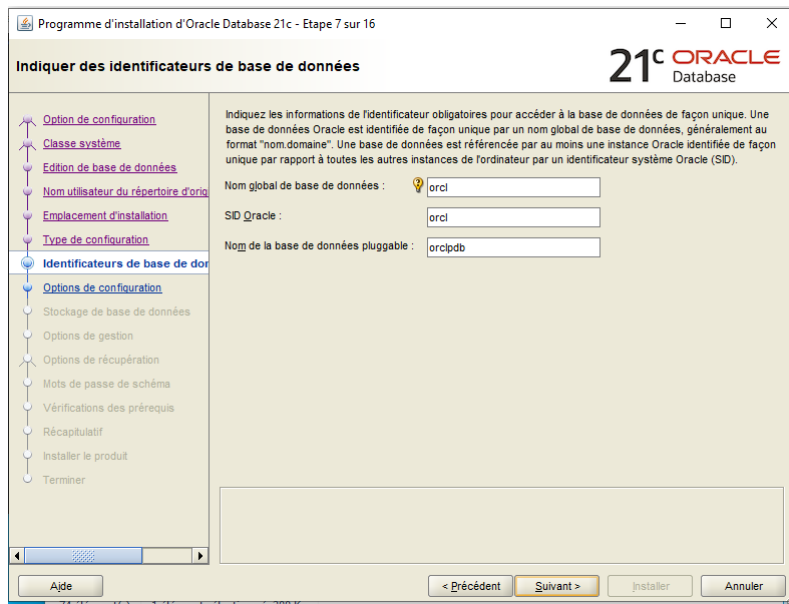 Programme d'installation d'Oracle Database 21c - Etape 7 sur 16
Indiquer des identificateurs de base de données
21c ORACLE
Database
Option de configuration
Classe système
Edition de base de données
Nom utilisateur du répertoire d'orig
Emplacement d'installation
Type de configuration
Identificateurs de base de don
Options de configuration
Stockage de base de données
Options de gestion
Options de récupération
Mots de passe de schéma
Vérifications des prérequis
Récapitulatif
Installer le produit
Terminer
Indiquez les informations de l'identificateur obligatoires pour accéder à la base de données de façon unique. Une
base de données Oracle est identifiée de façon unique par un nom global de base de données, généralement au
format "nom.domaine". Une base de données est référencée par au moins une instance Oracle identifiée de façon
unique par rapport à toutes les autres instances de l'ordinateur par un identificateur système Oracle (SID).
Nom global de base de données : orcl
SID Oracle : orcl
Nom de la base de données pluggable : orclpdb
Aide
< Précédent
Suivant >
Installer
Annuler